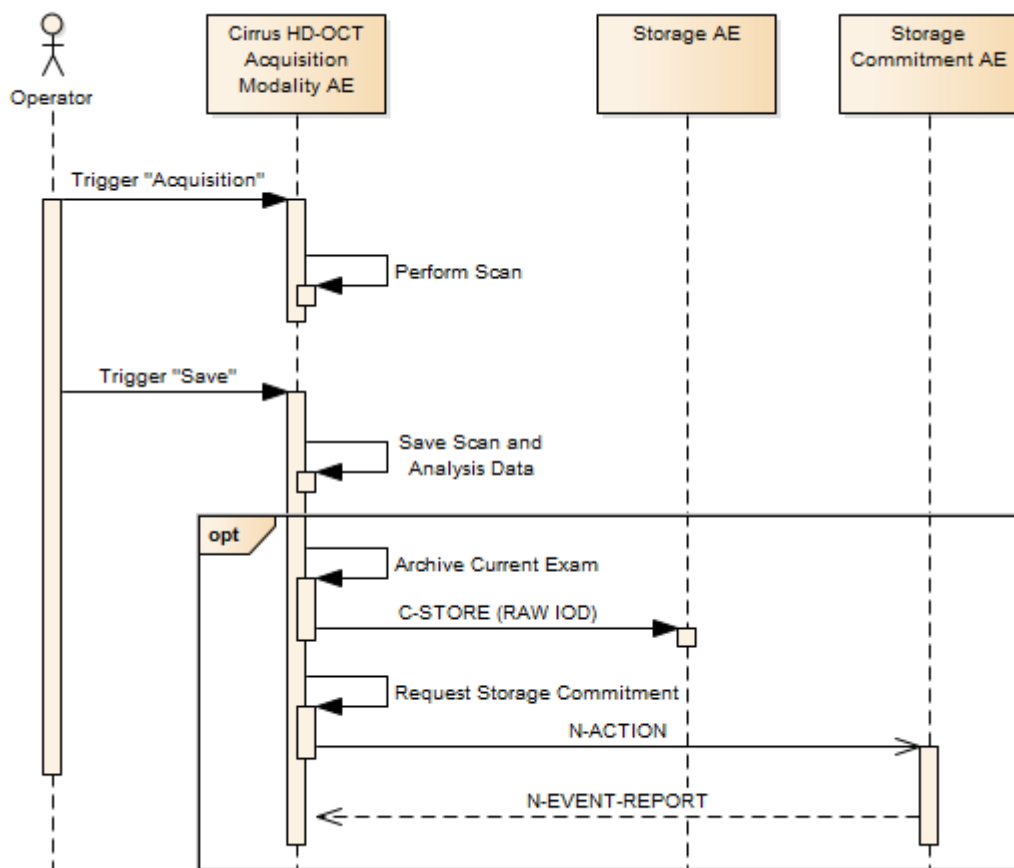 Operator
Cirrus HD-OCT
Acquisition
Modality AE
Storage AE
Storage
Commitment AE
Trigger "Acquisition"
Perform Scan
Trigger "Save"
Save Scan and
Analysis Data
opt
Archive Current Exam
C-STORE (RAW IOD)
Request Storage Commitment
N-ACTION
N-EVENT-REPORT